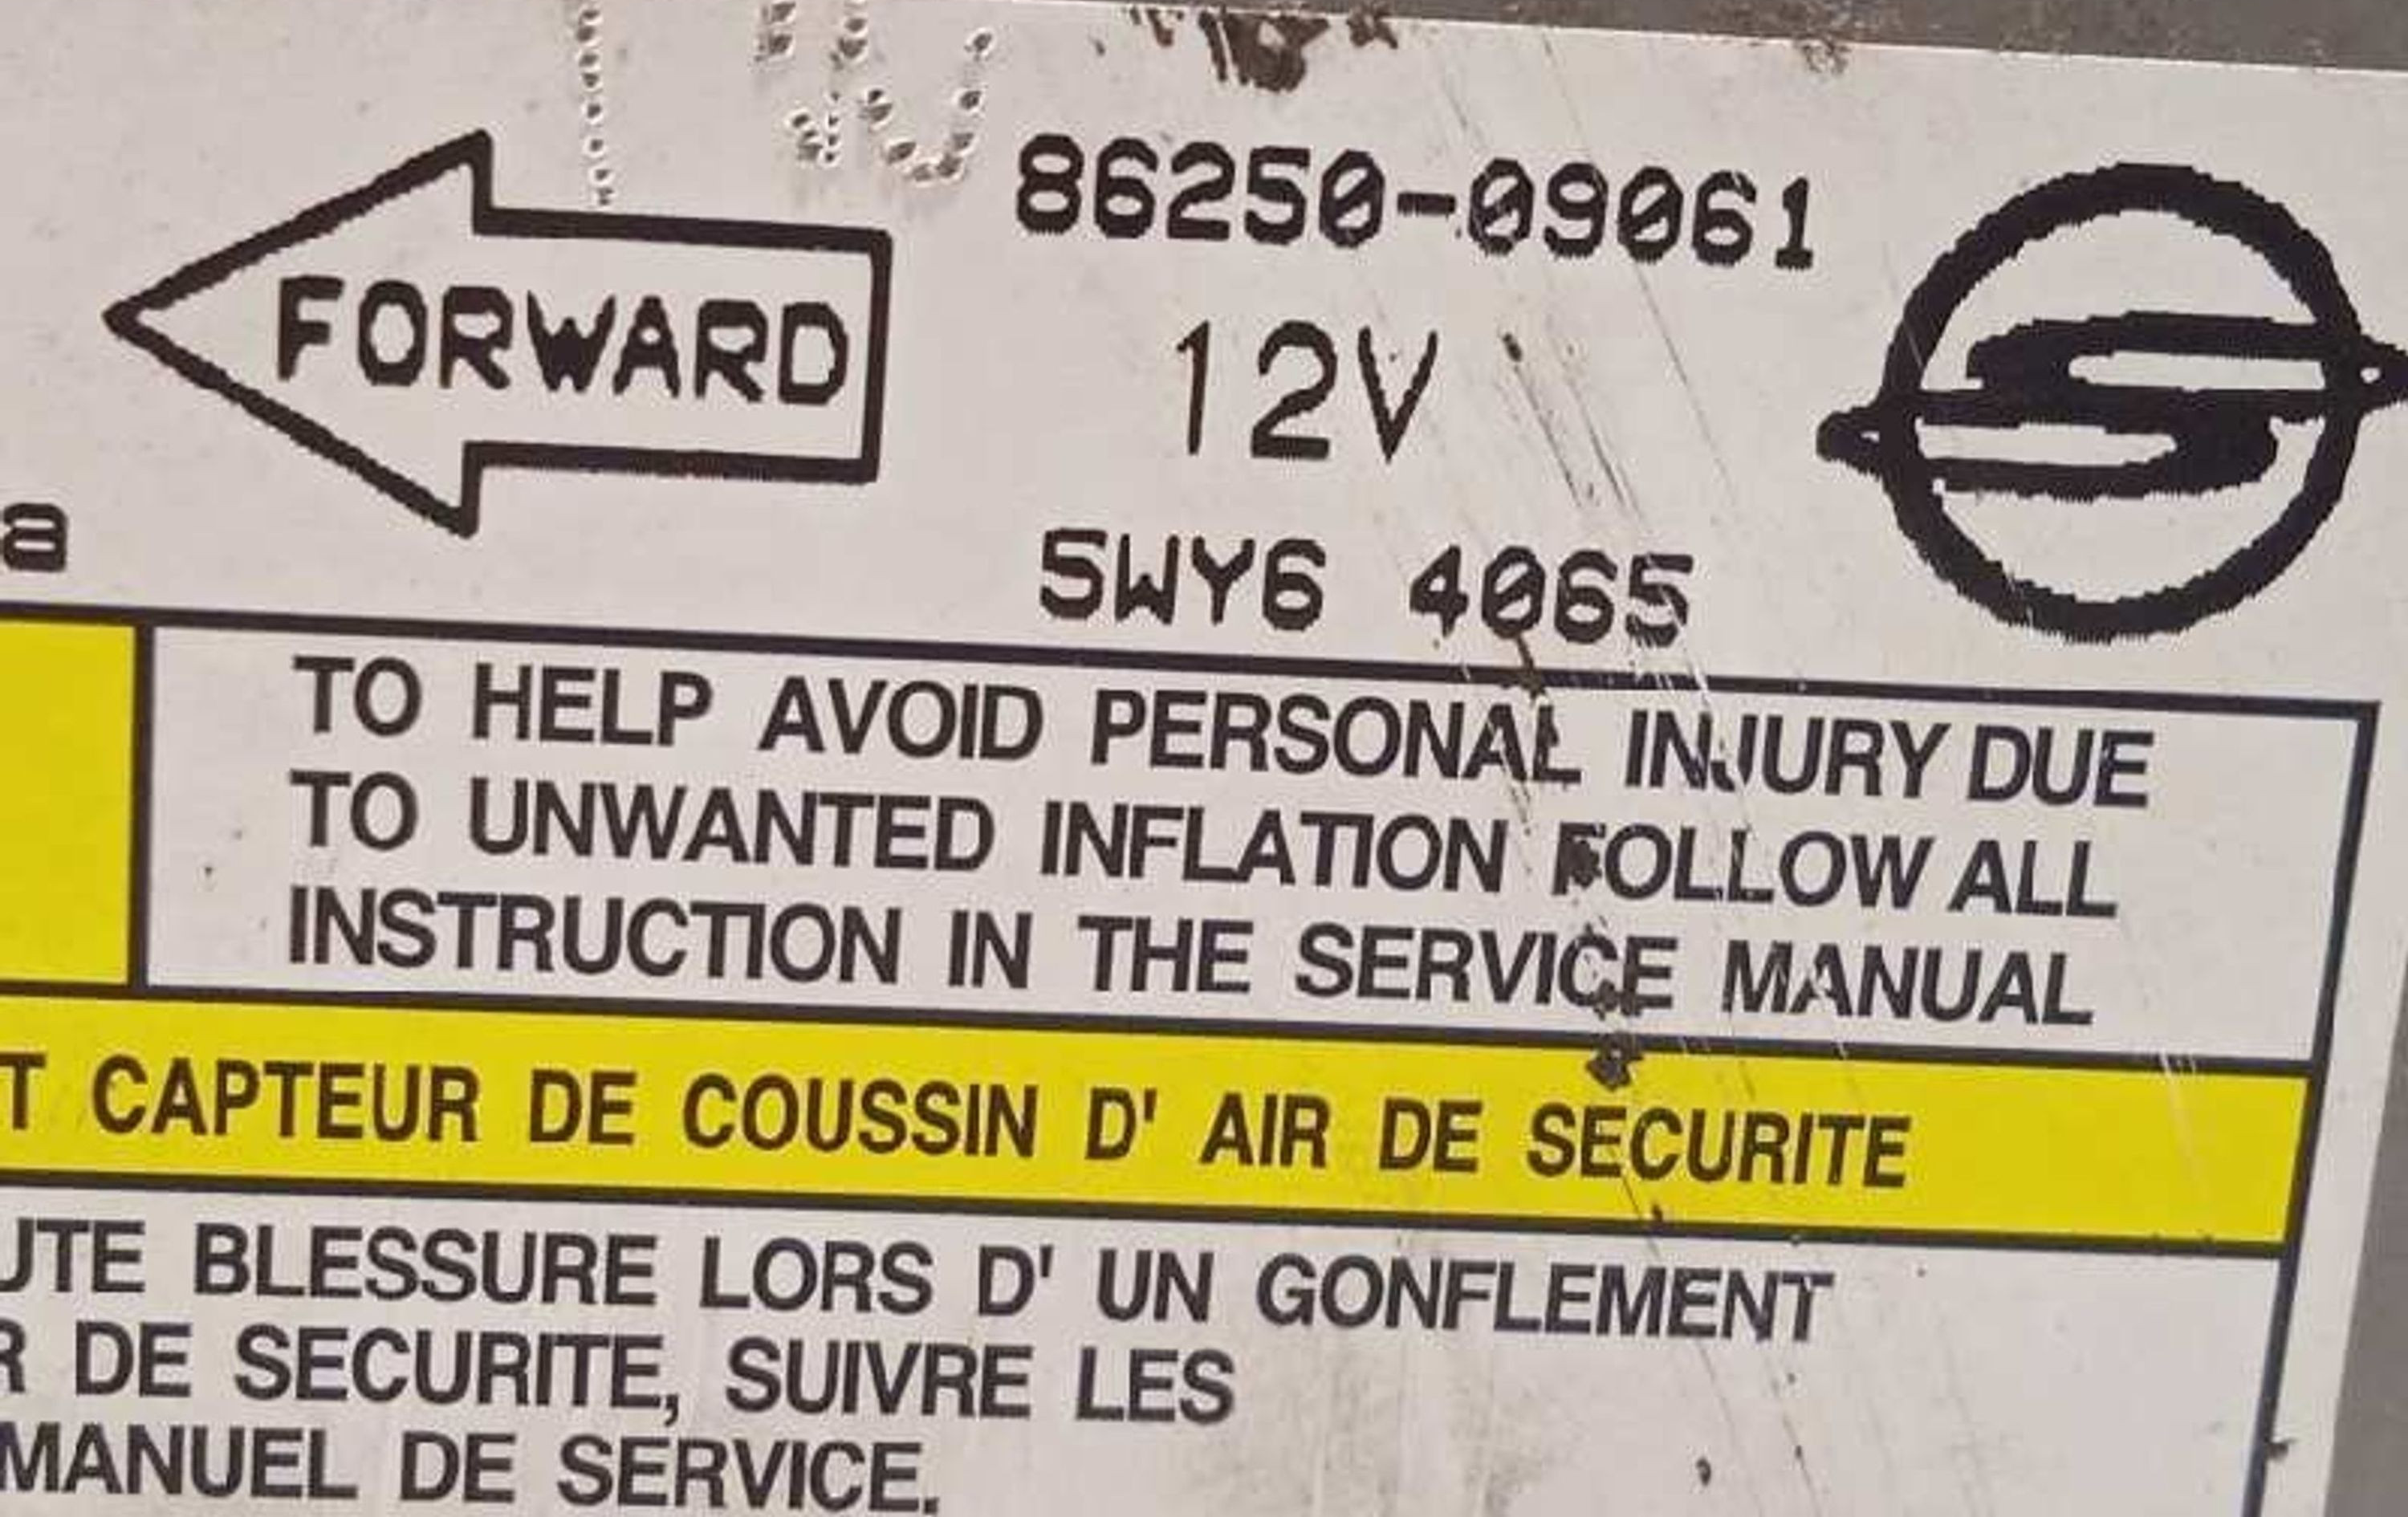 86250-09061
FORWARD
12V
a
5WY6 4065
TO HELP AVOID PERSONAL INJURY DUE
TO UNWANTED INFLATION FOLLOW ALL
INSTRUCTION IN THE SERVICE MANUAL
T CAPTEUR DE COUSSIN D' AIR DE SECURITE
UTE BLESSURE LORS D' UN GONFLEMENT
R DE SECURITE, SUIVRE LES
MANUEL DE SERVICE.